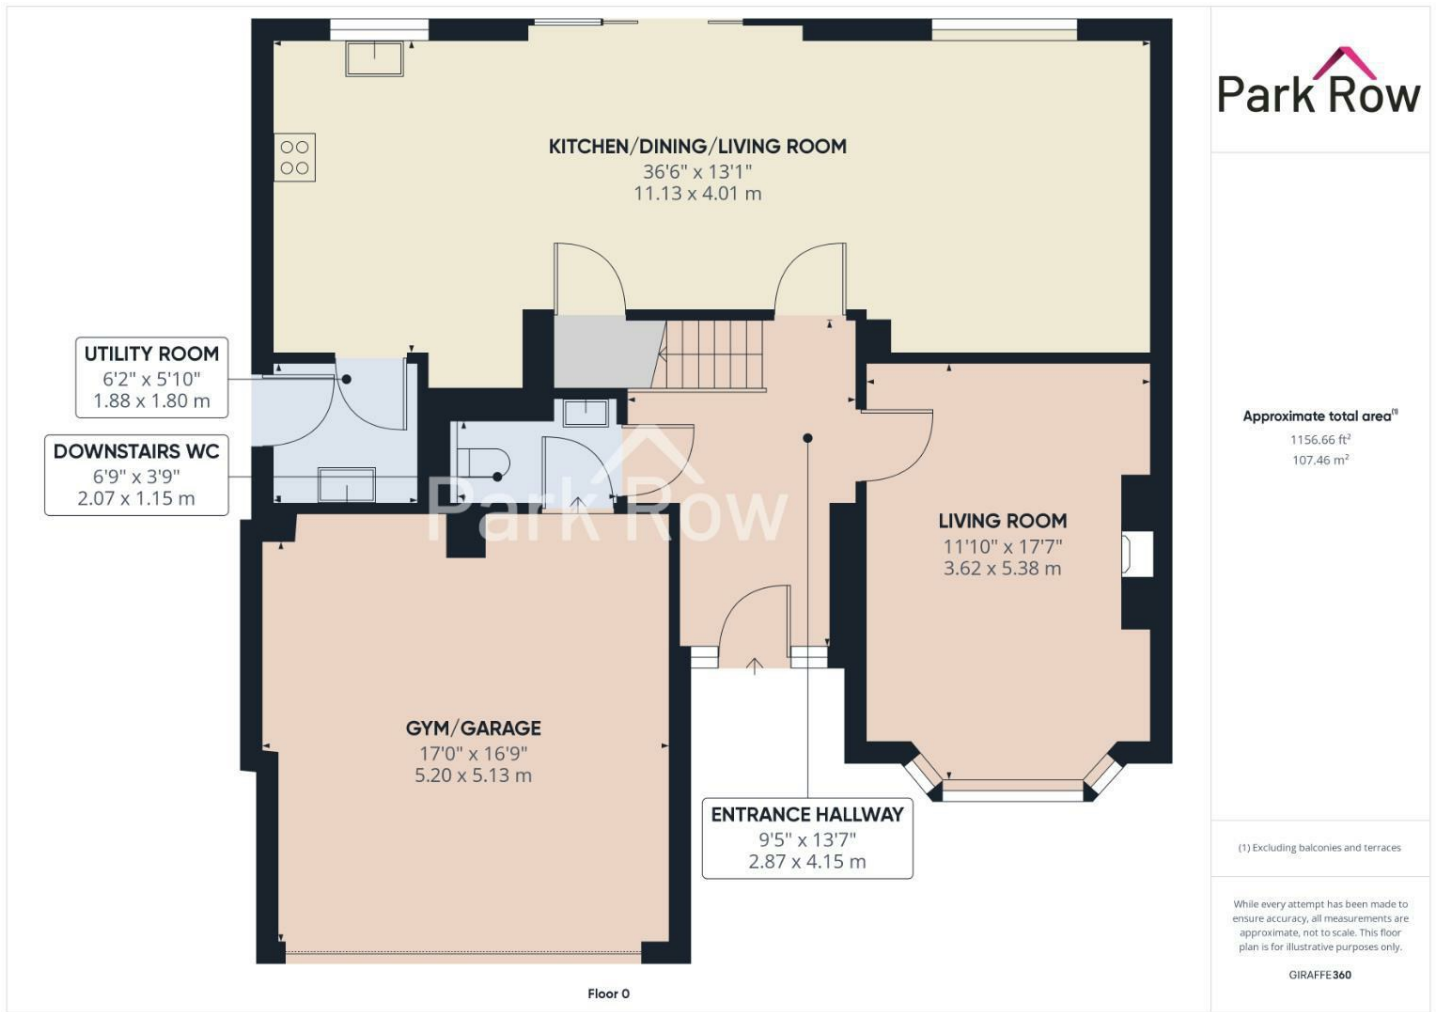 KITCHEN/DINING/LIVING ROOM
36'6" x 13'1"
11.13 x 4.01 m
UTILITY ROOM
6'2" x 5'10"
1.88 x 1.80 m
DOWNSTAIRS WC
6'9" x 3'9"
2.07 x 1.15 m
Park Row
LIVING ROOM
11'10" x 17'7"
3.62 x 5.38 m
GYM/GARAGE
17'0" x 16'9"
5.20 x 5.13 m
ENTRANCE HALLWAY
9'5" x 13'7"
2.87 x 4.15 m
Floor 0
Park Row
Approximate total area(1)
1156.66 ft²
107.46 m²
(1) Excluding balconies and terraces
While every attempt has been made to
ensure accuracy, all measurements are
approximate, not to scale. This floor
plan is for illustrative purposes only.
GIRAFFE360